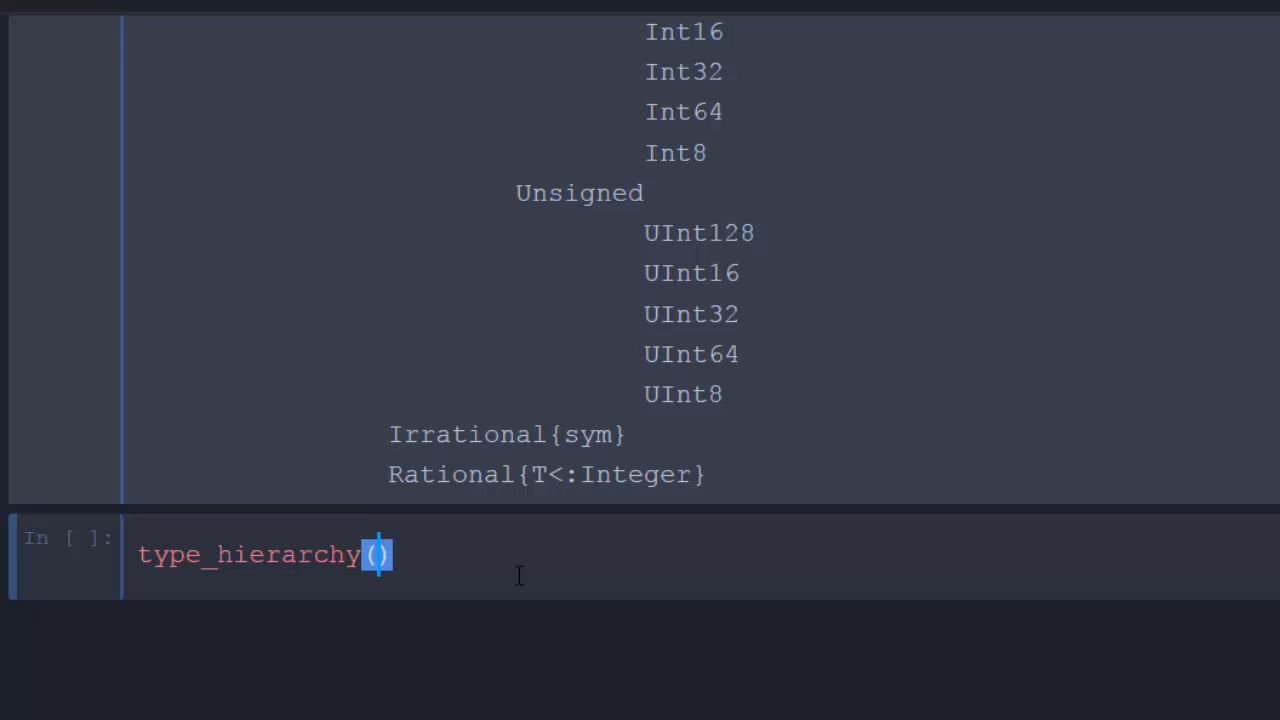 Int16
Int32
Int64
Int8
Unsigned
UInt128
UInt16
UInt32
UInt64
UInt8
Irrational{sym}
Rational{T<:Integer}
In [ ]: type_hierarchy()